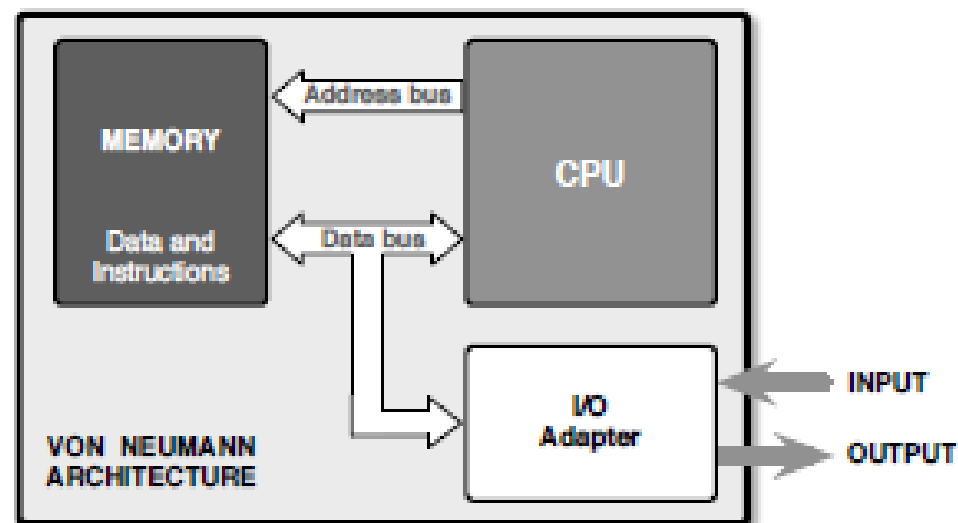 Address bus
MEMORY
CPU
Data and
Instructions
Data bus
I/O
Adapter
INPUT
OUTPUT
VON NEUMANN
ARCHITECTURE